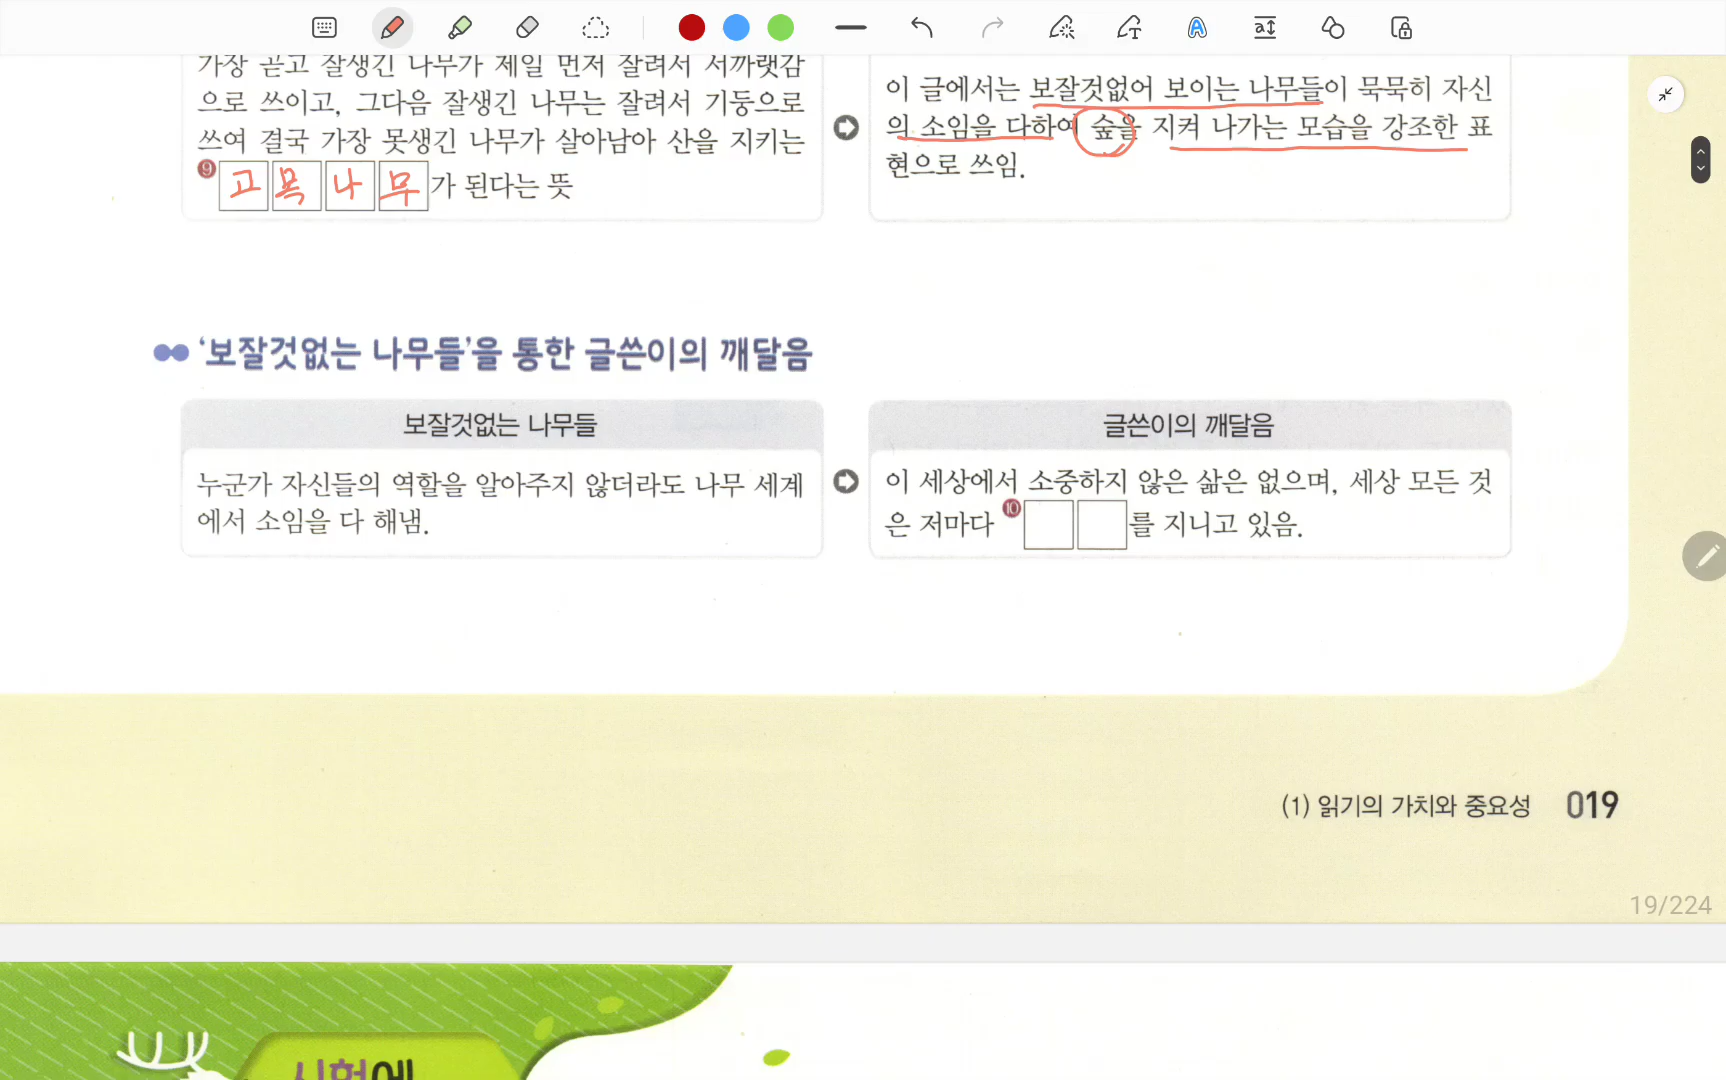 가장 곧고 잘생긴 나무가 제일 먼저 잘려서 서까랫감
으로 쓰이고, 그다음 잘생긴 나무는 잘려서 기둥으로
쓰여 결국 가장 못생긴 나무가 살아남아 산을 지키는
9 고목나무가 된다는 뜻
이 글에서는 보잘것없어 보이는 나무들이 묵묵히 자신
의 소임을 다하여 숲을 지켜 나가는 모습을 강조한 표
현으로 쓰임.
‘보잘것없는 나무들’을 통한 글쓴이의 깨달음
보잘것없는 나무들
누군가 자신들의 역할을 알아주지 않더라도 나무 세계
에서 소임을 다 해냄.
글쓴이의 깨달음
이 세상에서 소중하지 않은 삶은 없으며, 세상 모든 것
은 저마다 10 를 지니고 있음.
(1) 읽기의 가치와 중요성 019
19/224
시험에